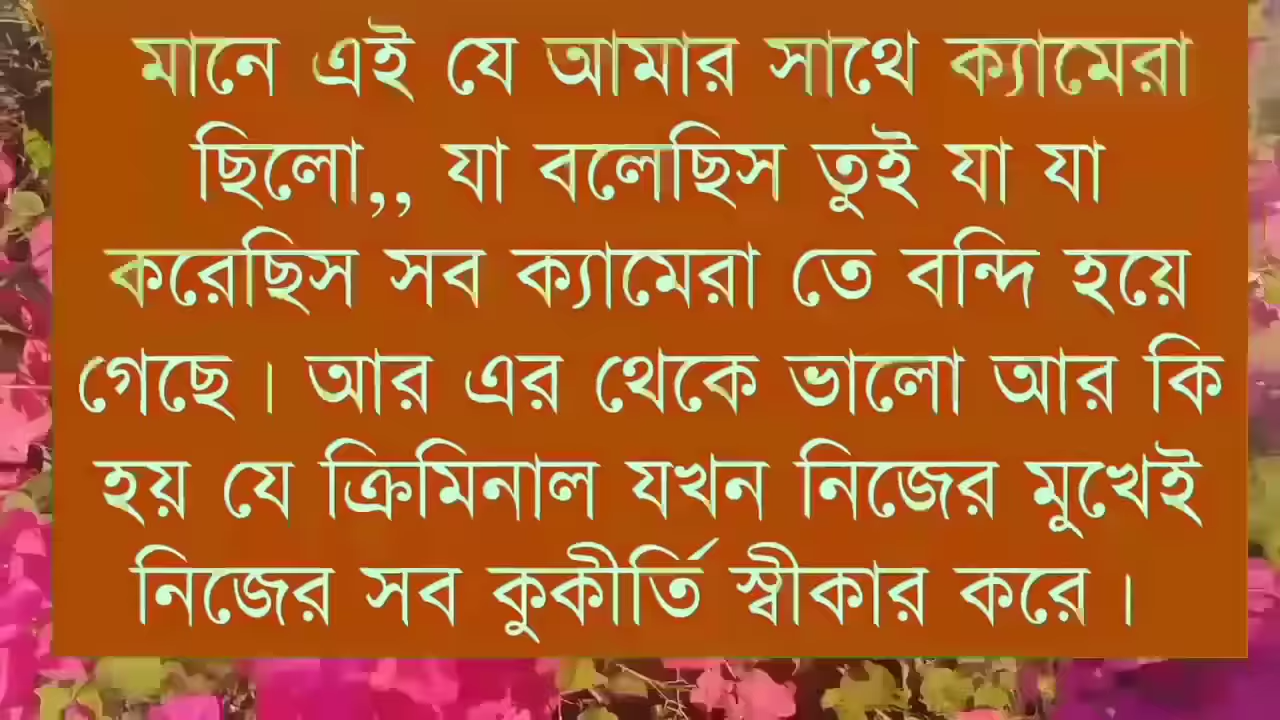 মানে এই যে আমার সাথে ক্যামেরা
ছিলো,, যা বলেছিস তুই যা যা
করেছিস সব ক্যামেরা তে বন্দি হয়ে
গেছে । আর এর থেকে ভালো আর কি
হয় যে ক্রিমিনাল যখন নিজের মুখেই
নিজের সব কুকীর্তি স্বীকার করে ।